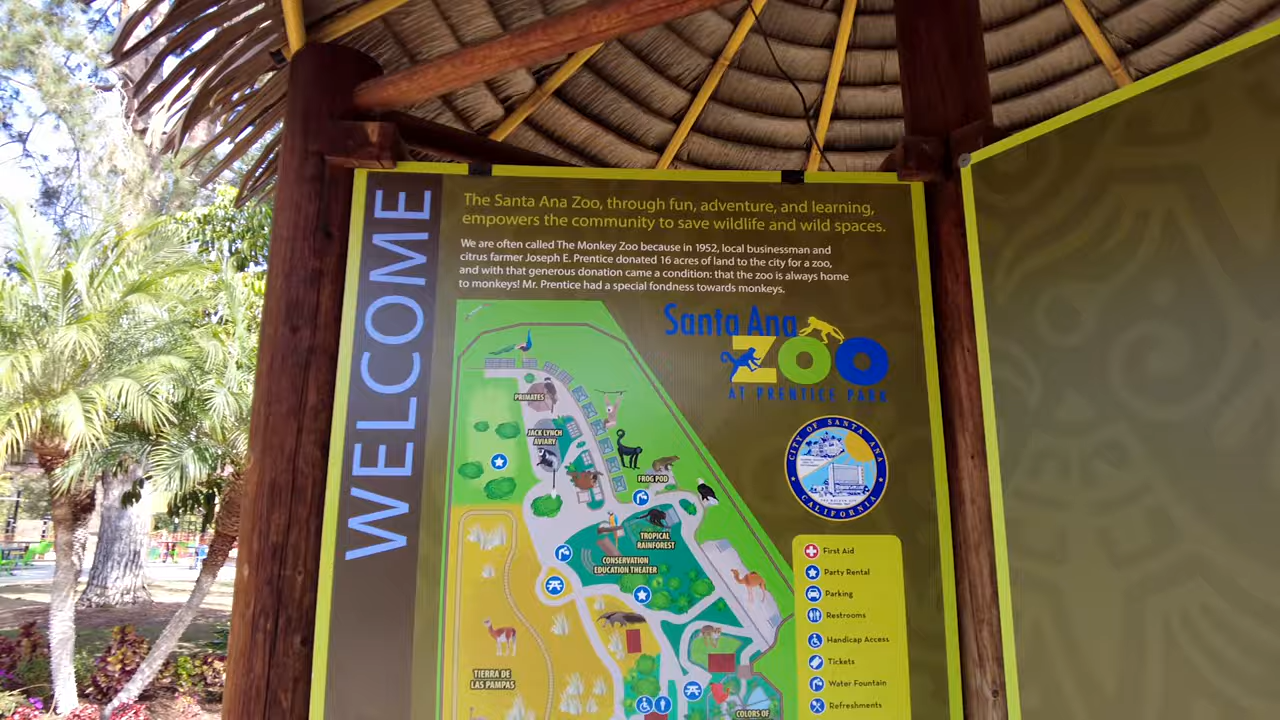 WELCOME
The Santa Ana Zoo, through fun, adventure, and learning,
empowers the community to save wildlife and wild spaces.
We are often called The Monkey Zoo because in 1952, local businessman and
citrus farmer Joseph E. Prentice donated 16 acres of land to the city for a zoo,
and with that generous donation came a condition: that the zoo is always home
to monkeys! Mr. Prentice had a special fondness towards monkeys.
Santa Ana
ZOO
AT PRENTICE PARK
CITY OF SANTA ANA
CALIFORNIA
PRIMATES
JACK LYNCH
AVIARY
FROG POD
TROPICAL
RAINFOREST
CONSERVATION
EDUCATION THEATER
TIERRA DE
LAS PAMPAS
COLORS OF
First Aid
Party Rental
Parking
Restrooms
Handicap Access
Tickets
Water Fountain
Refreshments